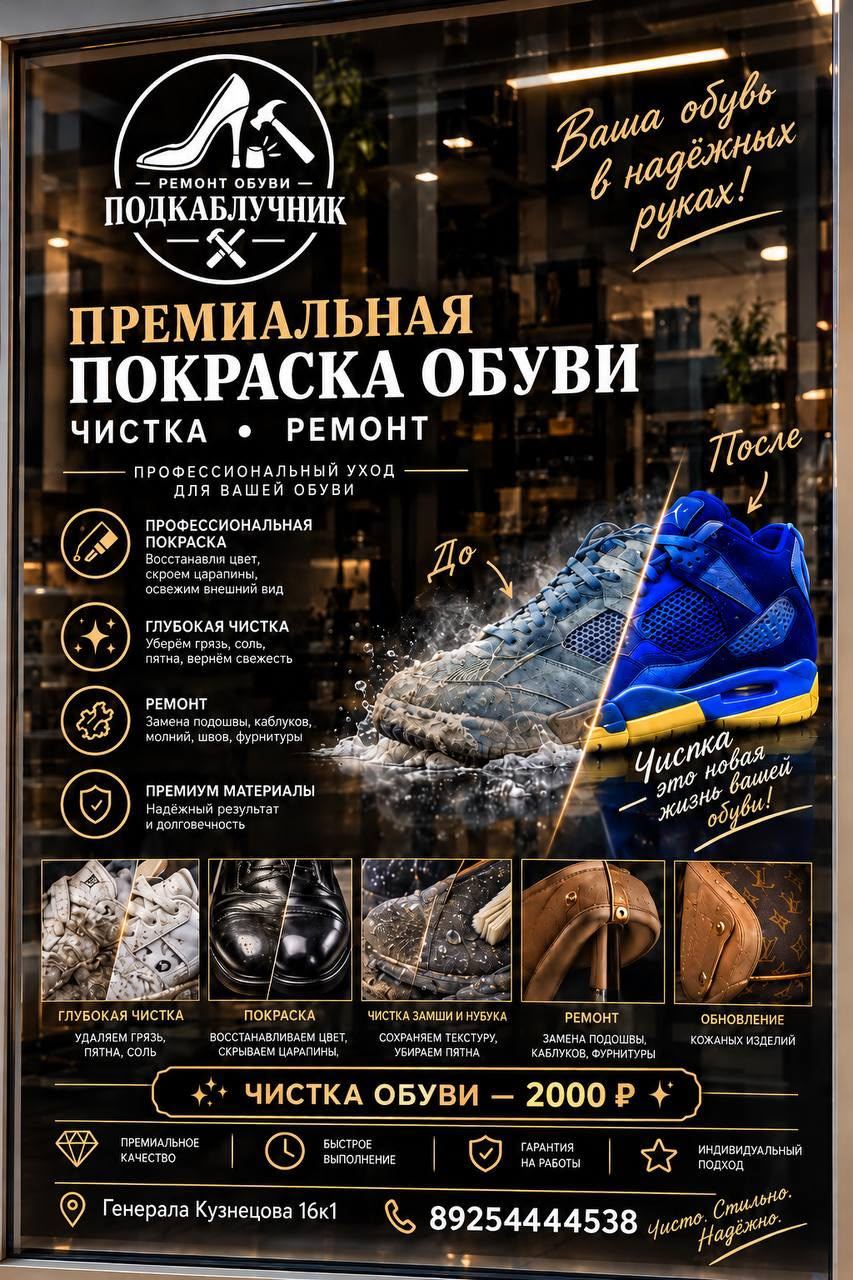 РЕМОНТ ОБУВИ
ПОДКАБЛУЧНИК
Ваша обувь
в надёжных
руках!
ПРЕМИАЛЬНАЯ
ПОКРАСКА ОБУВИ
ЧИСТКА • РЕМОНТ
ПРОФЕССИОНАЛЬНЫЙ УХОД
ДЛЯ ВАШЕЙ ОБУВИ
ПРОФЕССИОНАЛЬНАЯ
ПОКРАСКА
Восстанавля цвет,
скроем царапины,
освежим внешний вид
ГЛУБОКАЯ ЧИСТКА
Уберём грязь, соль,
пятна, вернём свежесть
РЕМОНТ
Замена подошвы, каблуков,
молний, швов, фурнитуры
ПРЕМИУМ МАТЕРИАЛЫ
Надёжный результат
и долговечность
До
После
Чистка
это новая
жизнь вашей
обуви!
ГЛУБОКАЯ ЧИСТКА
УДАЛЯЕМ ГРЯЗЬ,
ПЯТНА, СОЛЬ
ПОКРАСКА
ВОССТАНАВЛИВАЕМ ЦВЕТ,
СКРЫВАЕМ ЦАРАПИНЫ,
ЧИСТКА ЗАМШИ И НУБУКА
СОХРАНЯЕМ ТЕКСТУРУ,
УБИРАЕМ ПЯТНА
РЕМОНТ
ЗАМЕНА ПОДОШВЫ,
КАБЛУКОВ, ФУРНИТУРЫ
ОБНОВЛЕНИЕ
КОЖАНЫХ ИЗДЕЛИЙ
ЧИСТКА ОБУВИ — 2000 ₽
ПРЕМИАЛЬНОЕ
КАЧЕСТВО
БЫСТРОЕ
ВЫПОЛНЕНИЕ
ГАРАНТИЯ
НА РАБОТЫ
ИНДИВИДУАЛЬНЫЙ
ПОДХОД
Генерала Кузнецова 16к1
89254444538
Чисто. Стильно.
Надёжно.